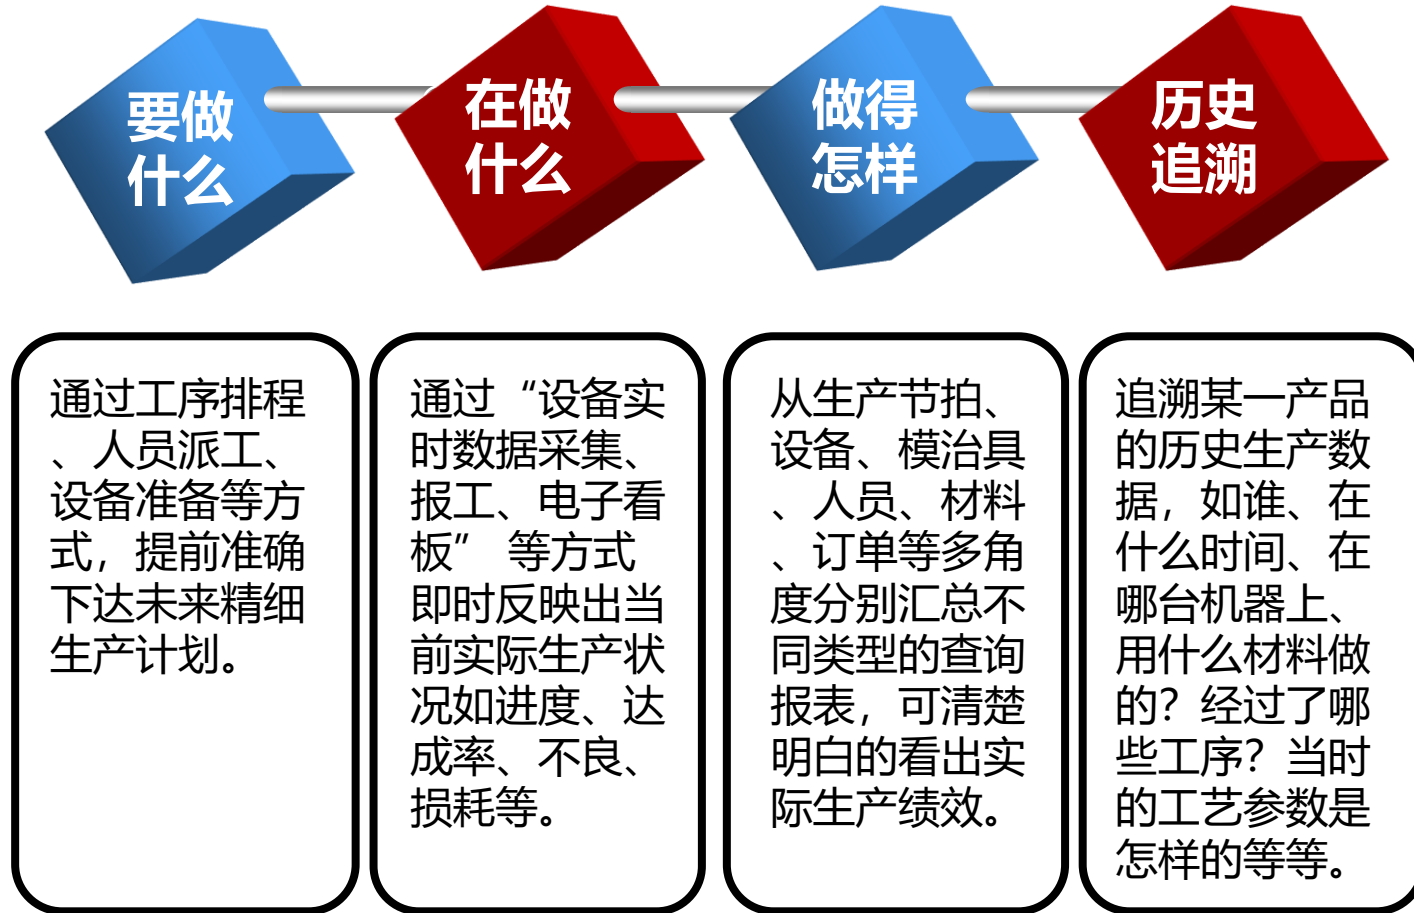 要做
什么
在做
什么
做得
怎样
历史
追溯
通过工序排程
、人员派工、
设备准备等方
式，提前准确
下达未来精细
生产计划。
通过“设备实
时数据采集、
报工、电子看
板” 等方式
即时反映出当
前实际生产状
况如进度、达
成率、不良、
损耗等。
从生产节拍、
设备、模治具
、人员、材料
、订单等多角
度分别汇总不
同类型的查询
报表，可清楚
明白的看出实
际生产绩效。
追溯某一产品
的历史生产数
据，如谁、在
什么时间、在
哪台机器上、
用什么材料做
的？经过了哪
些工序？当时
的工艺参数是
怎样的等等。